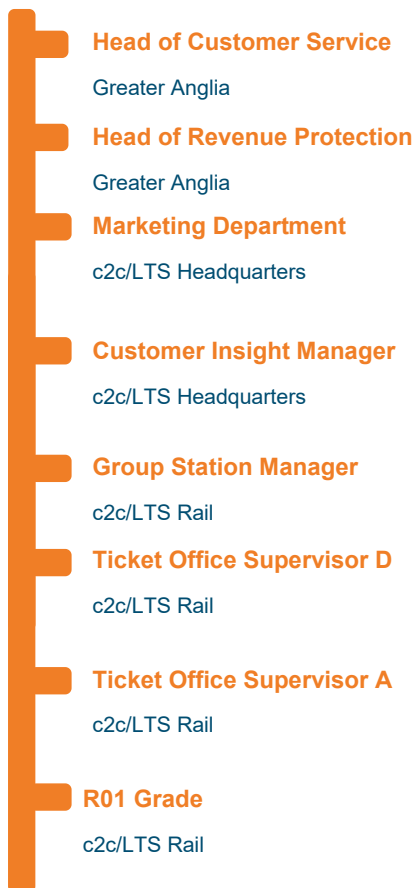 Head of Customer Service
Greater Anglia
Head of Revenue Protection
Greater Anglia
Marketing Department
c2c/LTS Headquarters
Customer Insight Manager
c2c/LTS Headquarters
Group Station Manager
c2c/LTS Rail
Ticket Office Supervisor D
c2c/LTS Rail
Ticket Office Supervisor A
c2c/LTS Rail
R01 Grade
c2c/LTS Rail